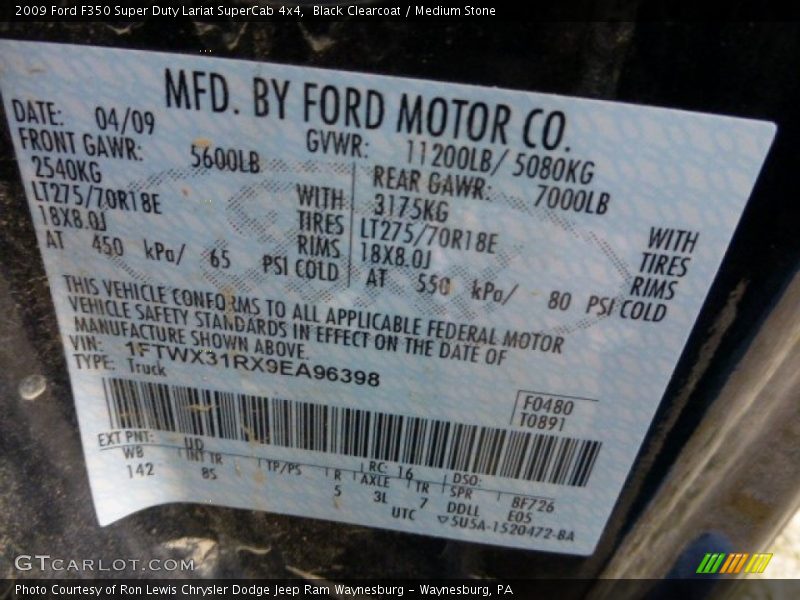 2009 Ford F350 Super Duty Lariat SuperCab 4x4, Black Clearcoat / Medium Stone
MFD. BY FORD MOTOR CO.
DATE: 04/09 GVWR: 11200LB/ 5080KG
FRONT GAWR: 5600LB REAR GAWR: 7000LB
2540KG WITH 3175KG WITH
LT275/70R18E TIRES LT275/70R18E TIRES
18X8.0J RIMS 18X8.0J RIMS
AT 450 kPa/ 65 PSI COLD AT 550 kPa/ 80 PSI COLD
THIS VEHICLE CONFORMS TO ALL APPLICABLE FEDERAL MOTOR
VEHICLE SAFETY STANDARDS IN EFFECT ON THE DATE OF
MANUFACTURE SHOWN ABOVE.
VIN: 1FTWX31RX9EA96398
TYPE: Truck
F0480
T0891
EXT PNT: UD RC: 16 DSO:
WB INT TR TP/PS R AXLE TR SPR 8F726
142 8S 5 3L 7 DDLL E05
UTC ▽5U5A-1520472-BA
GTCARLOT.COM
Photo Courtesy of Ron Lewis Chrysler Dodge Jeep Ram Waynesburg – Waynesburg, PA